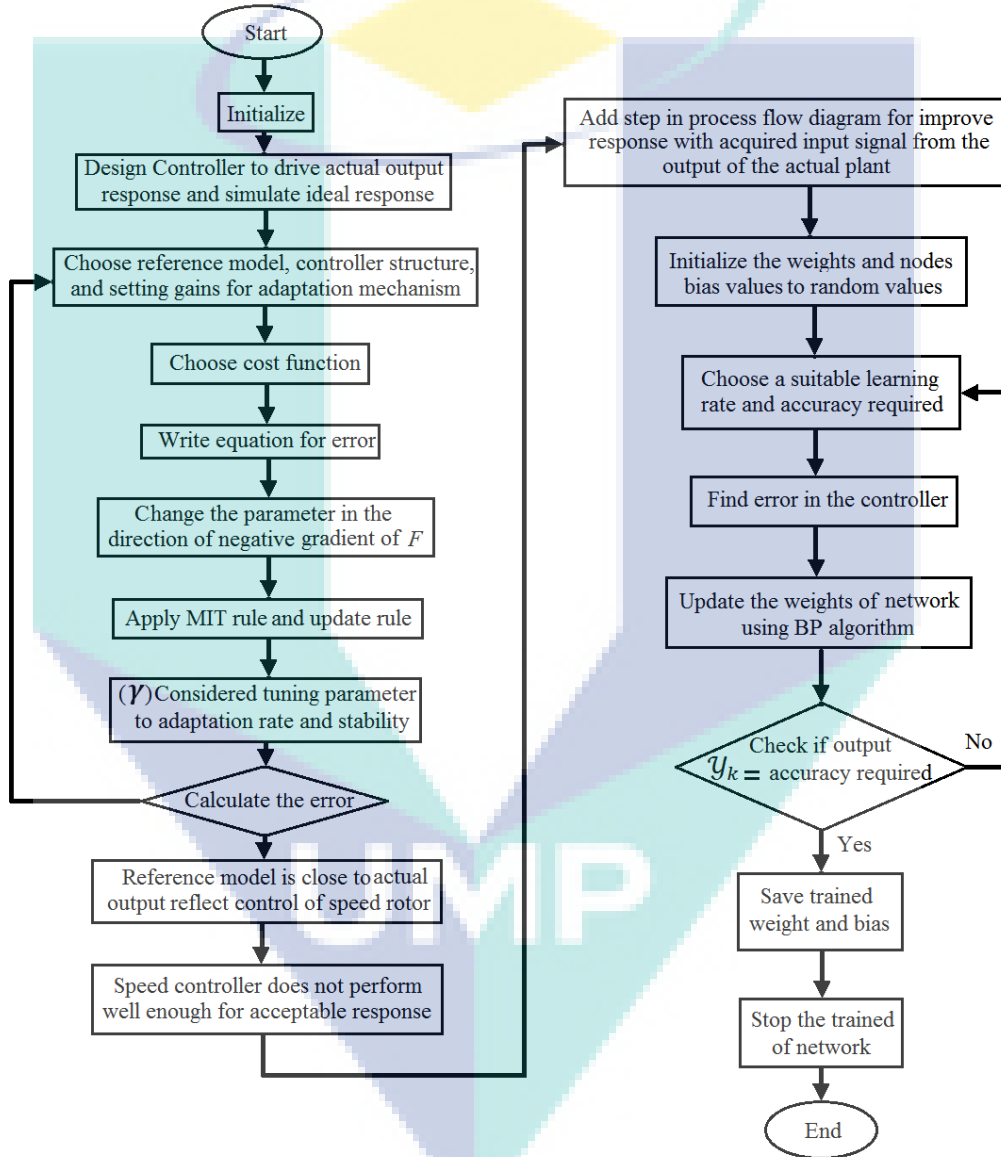 Start
Initialize
Design Controller to drive actual output
response and simulate ideal response
Choose reference model, controller structure,
and setting gains for adaptation mechanism
Choose cost function
Write equation for error
Change the parameter in the
direction of negative gradient of F
Apply MIT rule and update rule
(γ) Considered tuning parameter
to adaptation rate and stability
Calculate the error
Reference model is close to actual
output reflect control of speed rotor
Speed controller does not perform
well enough for acceptable response
Add step in process flow diagram for improve
response with acquired input signal from the
output of the actual plant
Initialize the weights and nodes
bias values to random values
Choose a suitable learning
rate and accuracy required
Find error in the controller
Update the weights of network
using BP algorithm
Check if output
y_k = accuracy required
No
Yes
Save trained
weight and bias
Stop the trained
of network
End
UMP